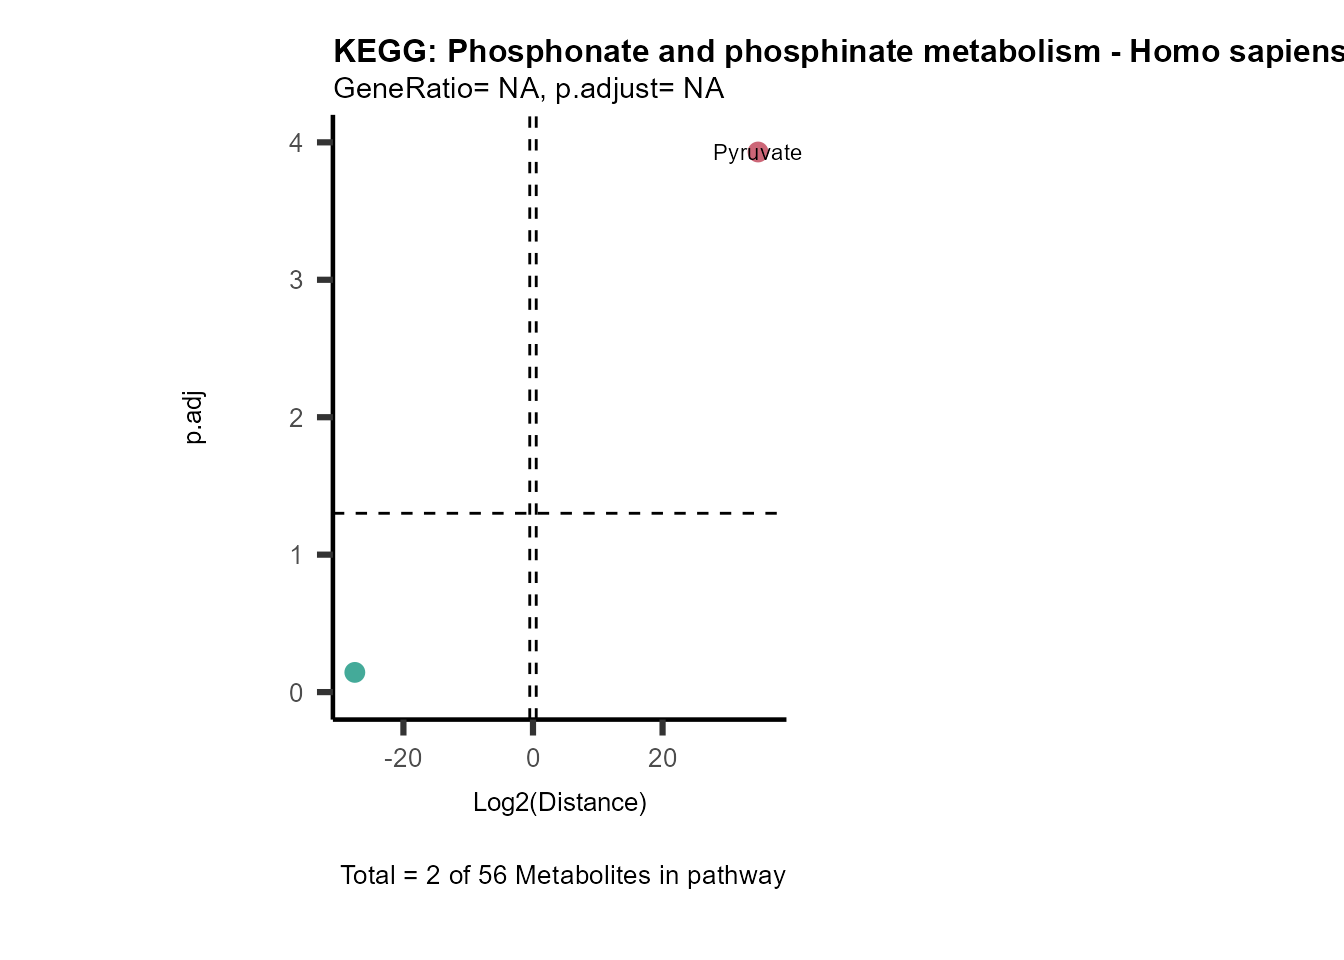 KEGG: Phosphonate and phosphinate metabolism - Homo sapiens
GeneRatio= NA, p.adjust= NA
4
Pyruvate
3
2
p.adj
1
0
-20 0 20
Log2(Distance)
Total = 2 of 56 Metabolites in pathway